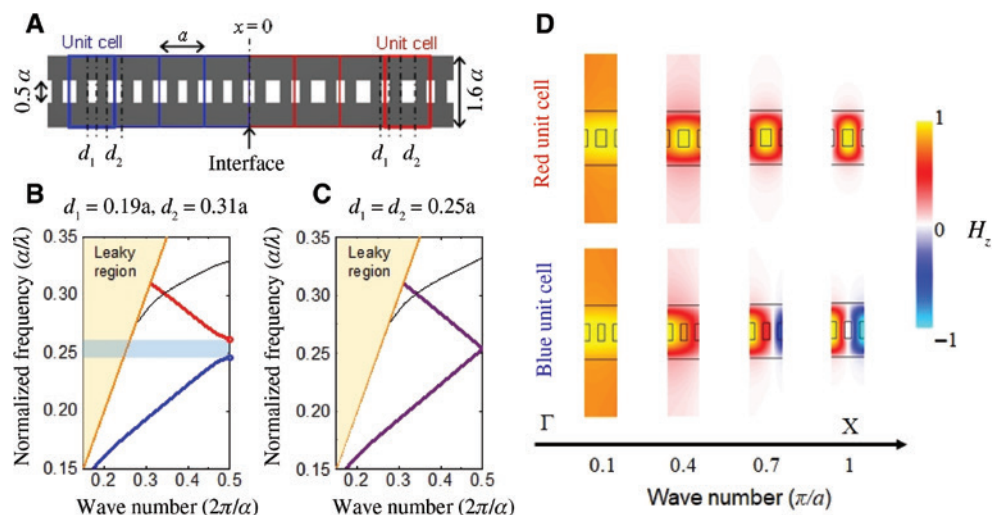 A
x = 0
Unit cell
a
Unit cell
0.5 a
1.6 a
d1
d2
d1
d2
Interface
B
d1 = 0.19a, d2 = 0.31a
Normalized frequency (a/λ)
0.35
0.30
0.25
0.20
0.15
Leaky
region
0.2
0.3
0.4
0.5
Wave number (2π/a)
C
d1 = d2 = 0.25a
Normalized frequency (a/λ)
0.35
0.30
0.25
0.20
0.15
Leaky
region
0.2
0.3
0.4
0.5
Wave number (2π/a)
D
Red unit cell
Blue unit cell
1
0
−1
Hz
Γ
X
0.1
0.4
0.7
1
Wave number (π/a)